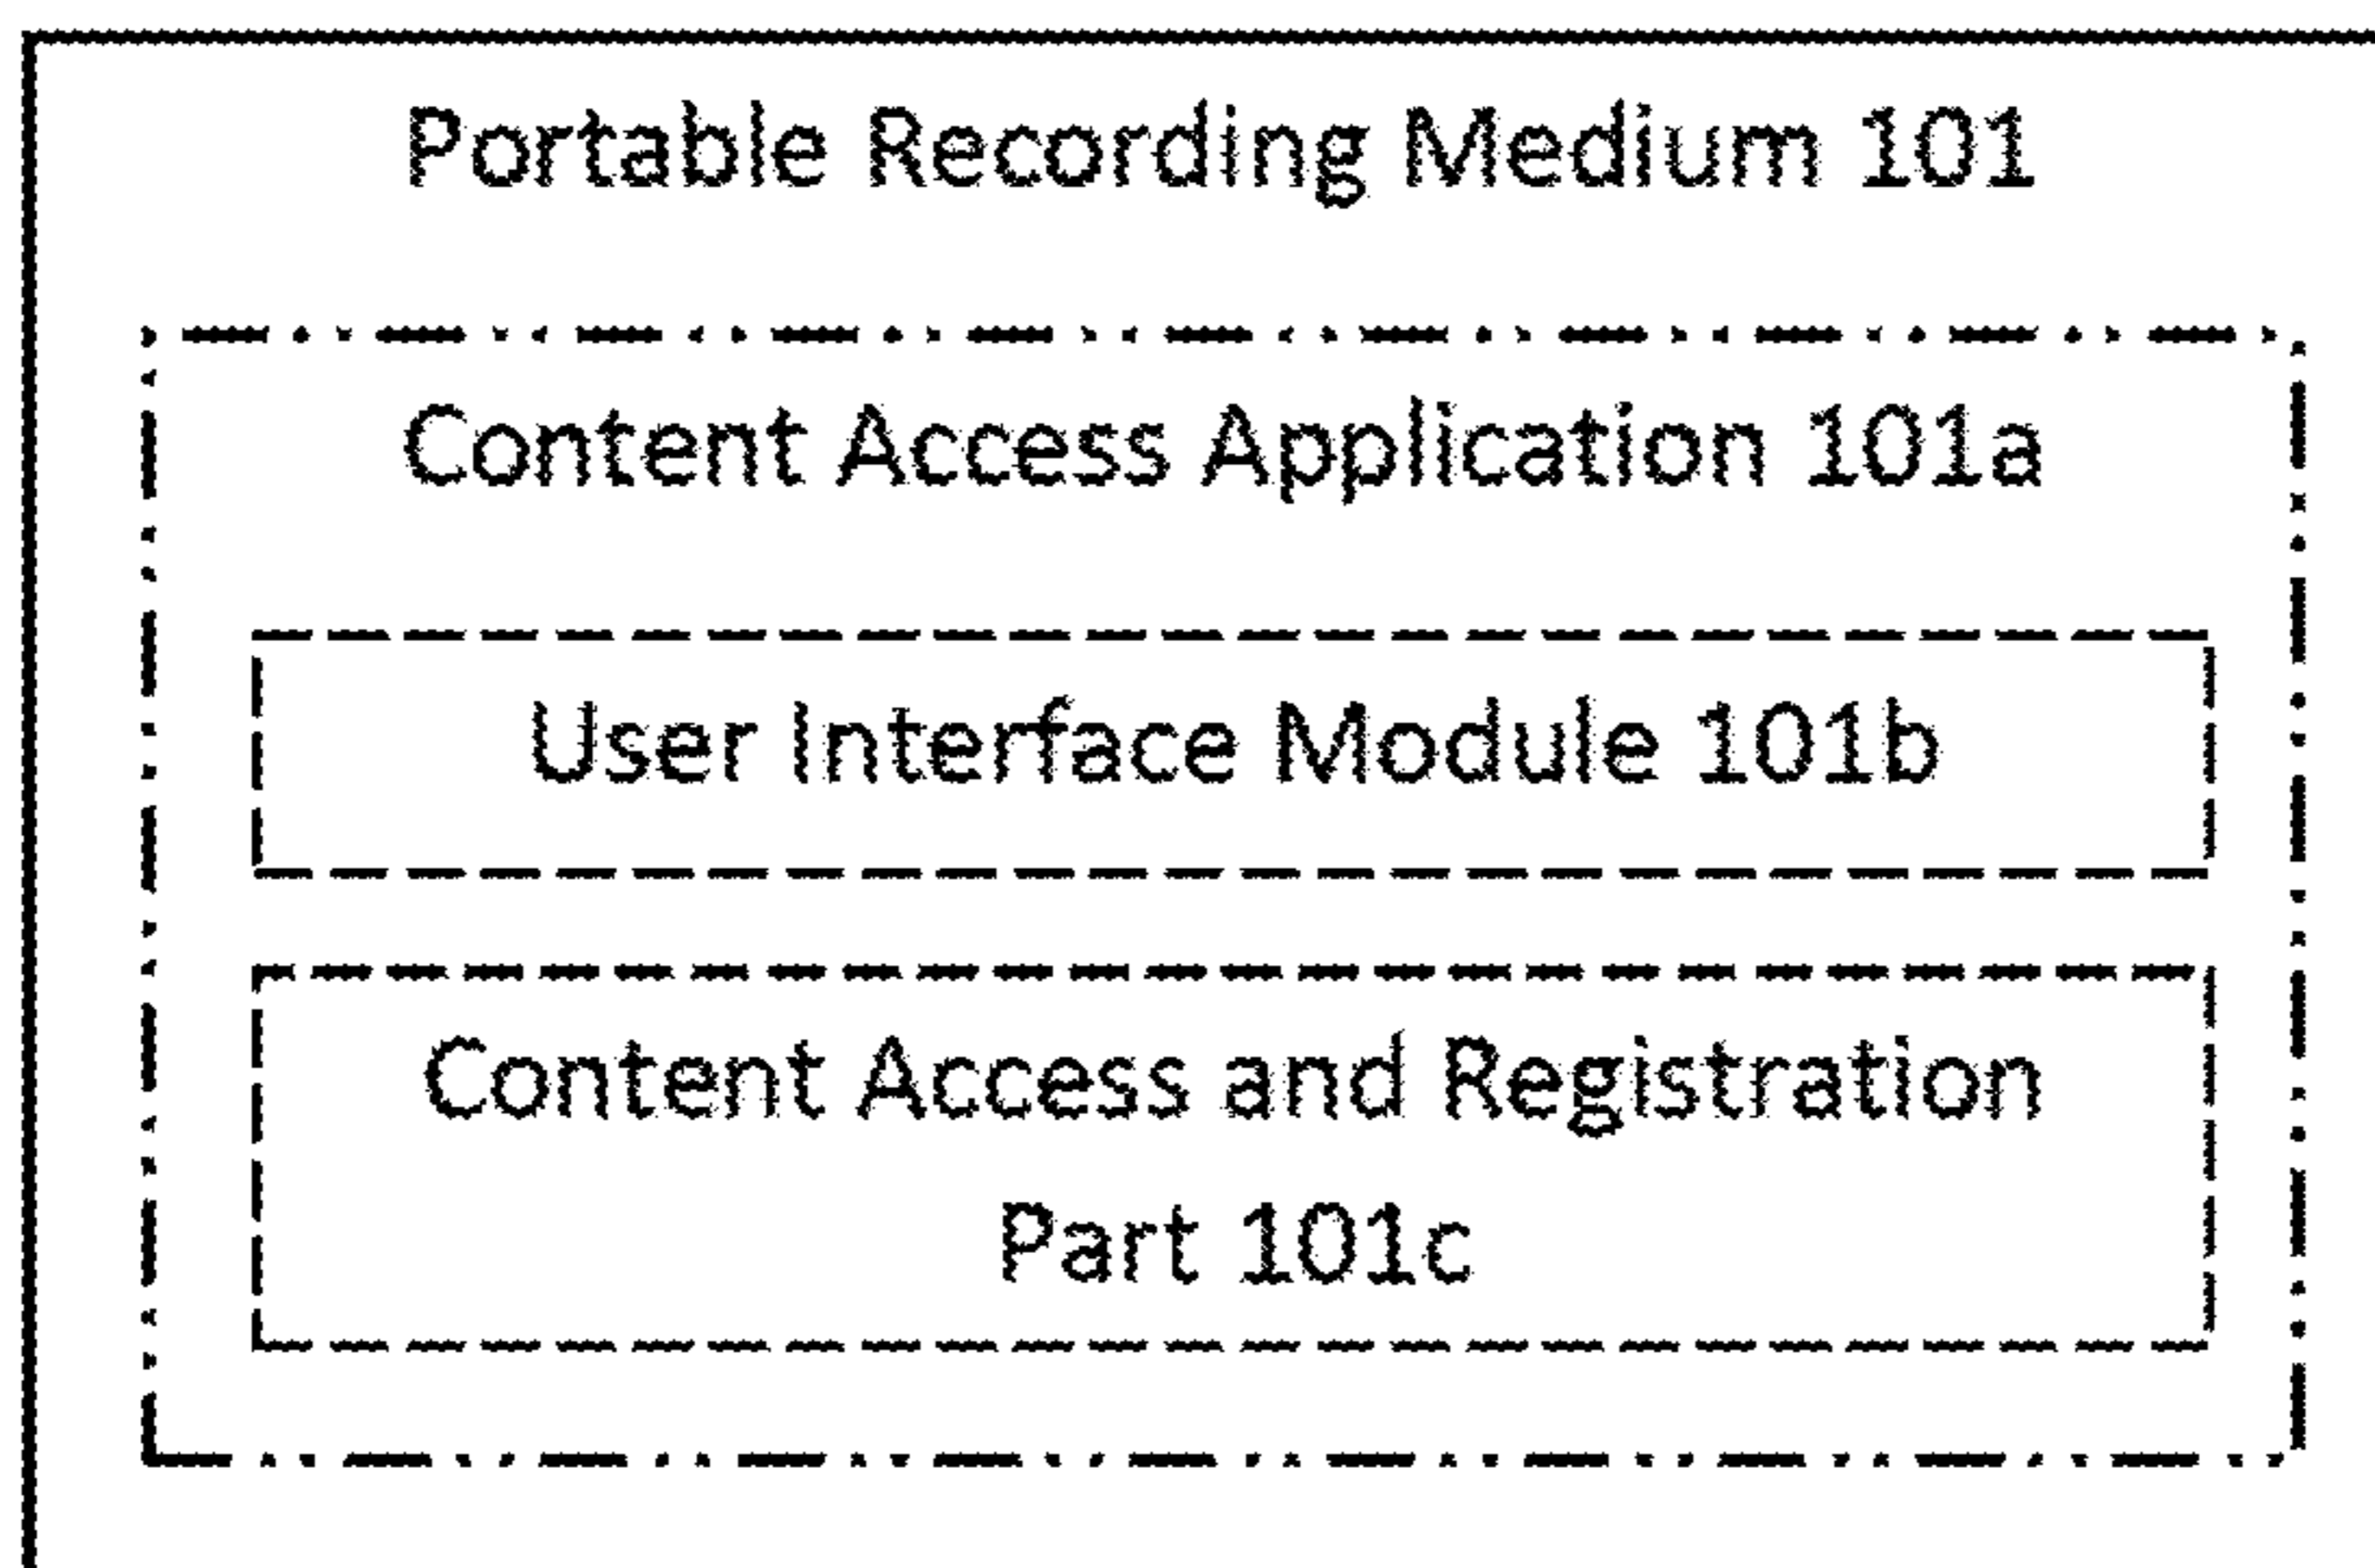 Portable Recording Medium 101
Content Access Application 101a
User Interface Module 101b
Content Access and Registration
Part 101c